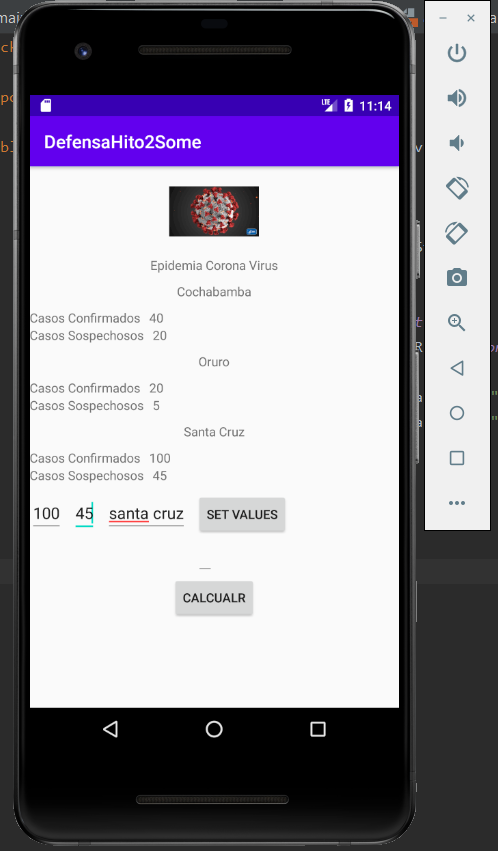 LTE 11:14
DefensaHito2Some
Epidemia Corona Virus
Cochabamba
Casos Confirmados 40
Casos Sospechosos 20
Oruro
Casos Confirmados 20
Casos Sospechosos 5
Santa Cruz
Casos Confirmados 100
Casos Sospechosos 45
100 45 santa cruz SET VALUES
CALCUALR